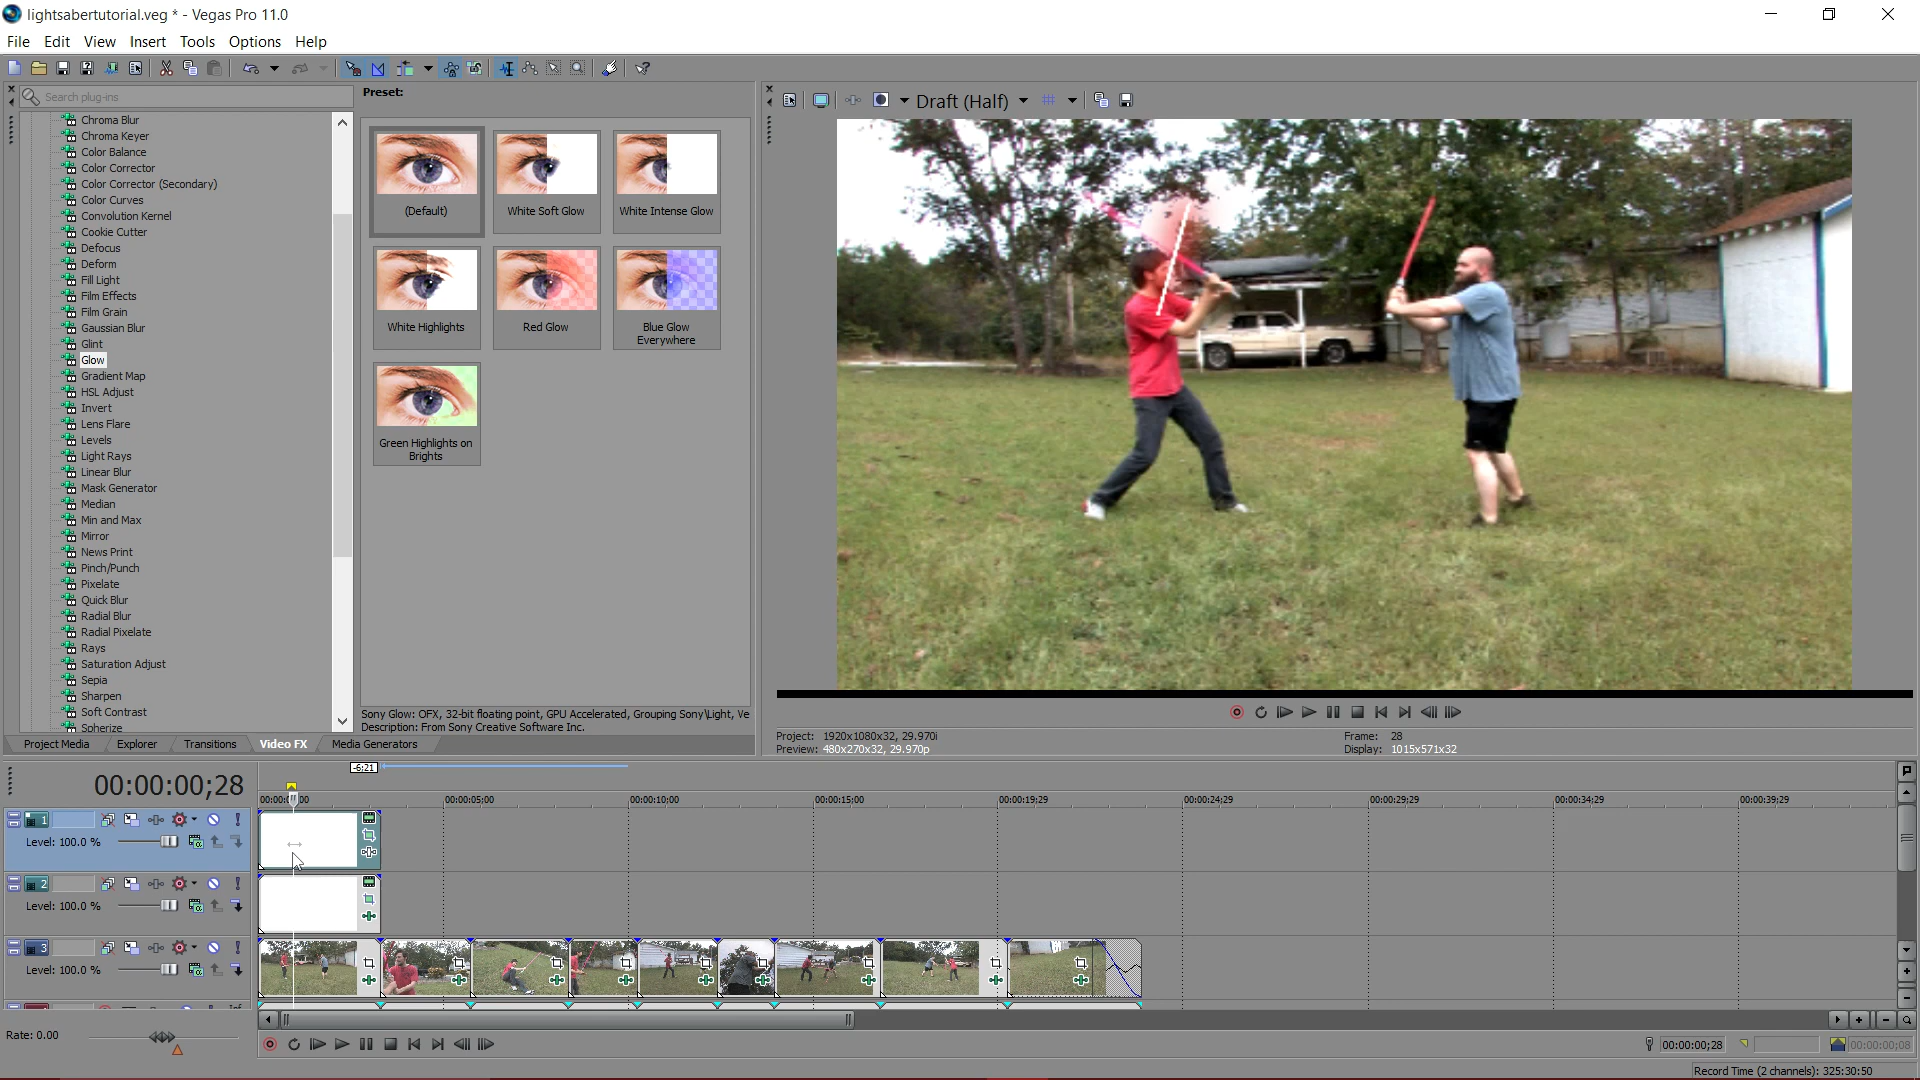 lightsabertutorial.veg * - Vegas Pro 11.0
File Edit View Insert Tools Options Help
Search plug-ins
Preset:
Draft (Half)
Chroma Blur
Chroma Keyer
Color Balance
Color Corrector
Color Corrector (Secondary)
Color Curves
Convolution Kernel
Cookie Cutter
Defocus
Deform
Fill Light
Film Effects
Film Grain
Gaussian Blur
Glint
Glow
Gradient Map
HSL Adjust
Invert
Lens Flare
Levels
Light Rays
Linear Blur
Mask Generator
Median
Min and Max
Mirror
News Print
Pinch/Punch
Pixelate
Quick Blur
Radial Blur
Radial Pixelate
Rays
Saturation Adjust
Sepia
Sharpen
Soft Contrast
Spherize
(Default)
White Soft Glow
White Intense Glow
White Highlights
Red Glow
Blue Glow
Everywhere
Green Highlights on
Brights
Sony Glow: OFX, 32-bit floating point, GPU Accelerated, Grouping Sony\Light, Ve
Description: From Sony Creative Software Inc.
Project Media Explorer Transitions Video FX Media Generators
Project: 1920x1080x32, 29.970i
Preview: 480x270x32, 29.970p
Frame: 28
Display: 1015x571x32
00:00:00;28
-6;21
00:00:05;00
00:00:10;00
00:00:15;00
00:00:19;29
00:00:24;29
00:00:29;29
00:00:34;29
00:00:39;29
1
Level: 100.0 %
2
Level: 100.0 %
3
Level: 100.0 %
Rate: 0.00
00:00:00;28
00:00:00;08
Record Time (2 channels): 325:30:50